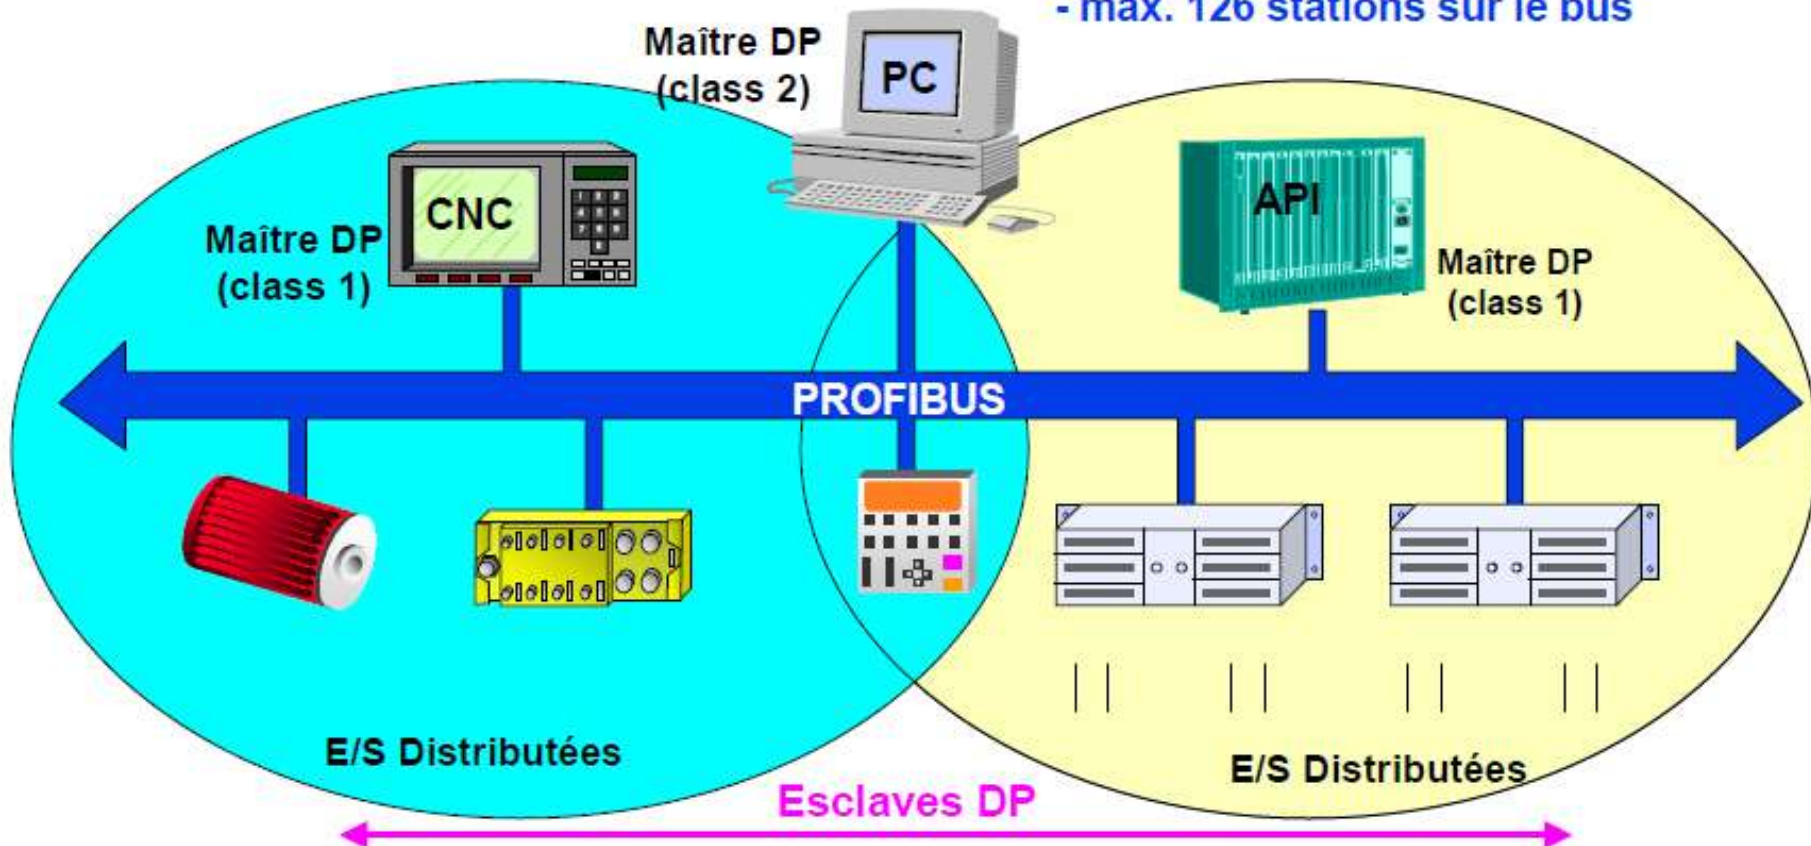 - max. 126 stations sur le bus
Maître DP
(class 2)
PC
CNC
Maître DP
(class 1)
API
Maître DP
(class 1)
PROFIBUS
E/S Distributées
E/S Distributées
Esclaves DP